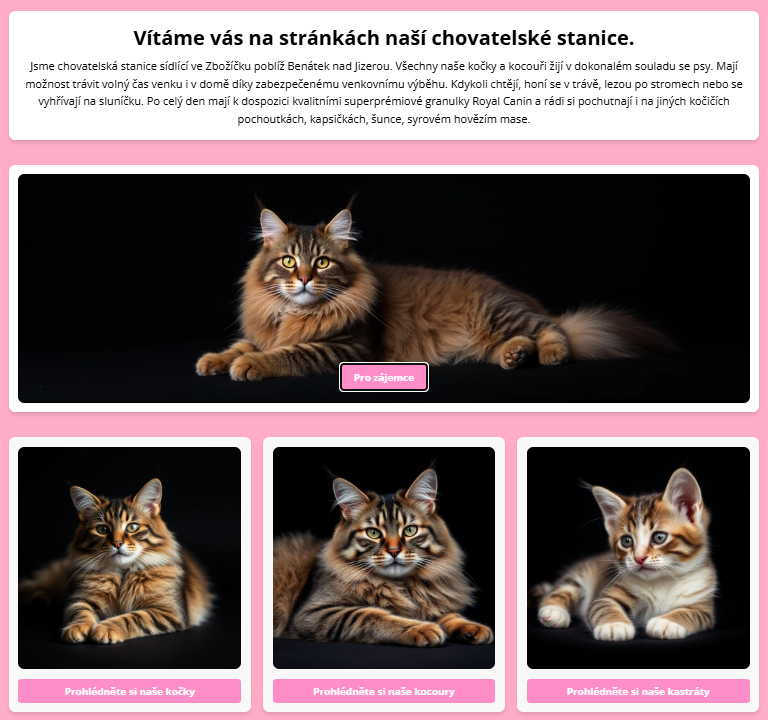 Vítáme vás na stránkách naší chovatelské stanice.
Jsme chovatelská stanice sídlící ve Zbožíčku poblíž Benátek nad Jizerou. Všechny naše kočky a kocouři žijí v dokonalém souladu se psy. Mají
možnost trávit volný čas venku i v domě díky zabezpečenému venkovnímu výběhu. Kdykoli chtějí, honí se v trávě, lezou po stromech nebo se
vyhřívají na sluníčku. Po celý den mají k dospozici kvalitními superprémiové granulky Royal Canin a rádi si pochutnají i na jiných kočičích
pochoutkách, kapsičkách, šunce, syrovém hovězím mase.
Pro zájemce
Prohlédněte si naše kočky
Prohlédněte si naše kocoury
Prohlédněte si naše kastráty